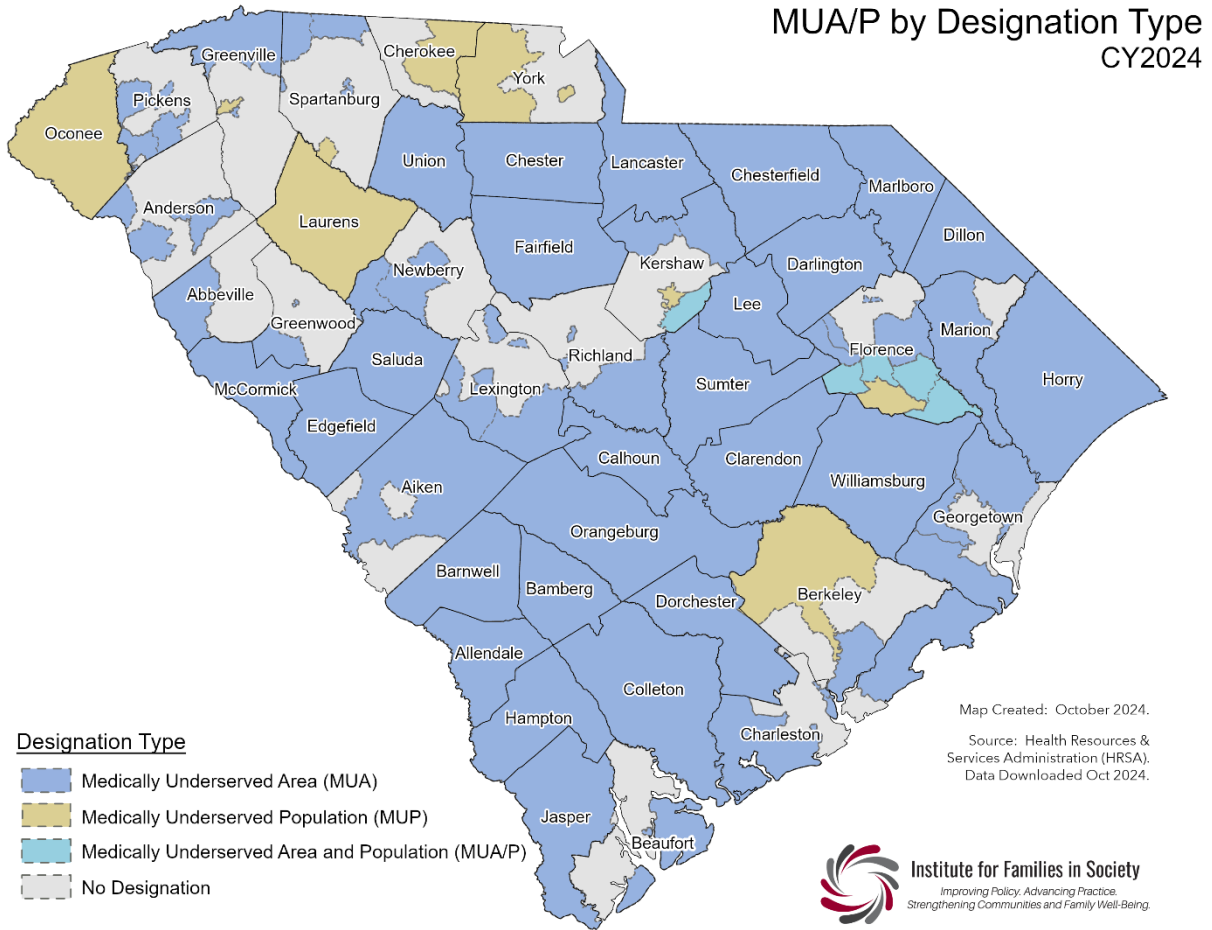 MUA/P by Designation Type
CY2024
Greenville
Cherokee
York
Pickens
Spartanburg
Oconee
Union
Chester
Lancaster
Chesterfield
Marlboro
Anderson
Laurens
Fairfield
Dillon
Newberry
Kershaw
Darlington
Abbeville
Lee
Greenwood
Marion
Saluda
Richland
Florence
McCormick
Lexington
Sumter
Horry
Edgefield
Calhoun
Clarendon
Williamsburg
Aiken
Georgetown
Orangeburg
Barnwell
Bamberg
Dorchester
Berkeley
Allendale
Colleton
Hampton
Charleston
Jasper
Beaufort
Map Created: October 2024.
Source: Health Resources &
Services Administration (HRSA).
Data Downloaded Oct 2024.
Designation Type
Medically Underserved Area (MUA)
Medically Underserved Population (MUP)
Medically Underserved Area and Population (MUA/P)
No Designation
Institute for Families in Society
Improving Policy. Advancing Practice.
Strengthening Communities and Family Well-Being.